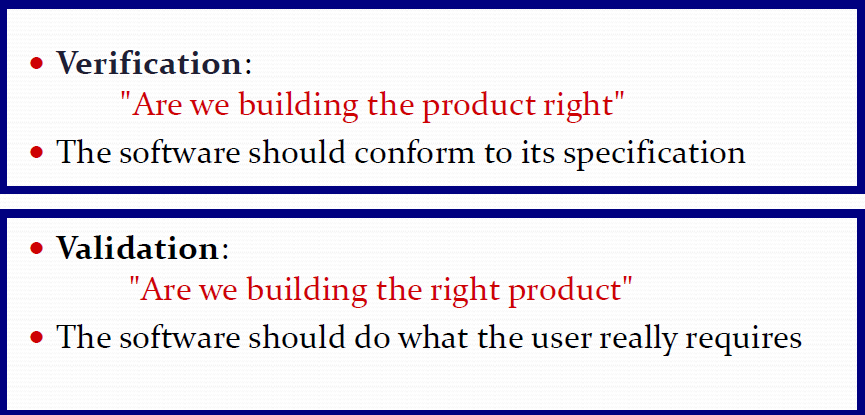 • Verification:
"Are we building the product right"
• The software should conform to its specification
• Validation:
"Are we building the right product"
• The software should do what the user really requires